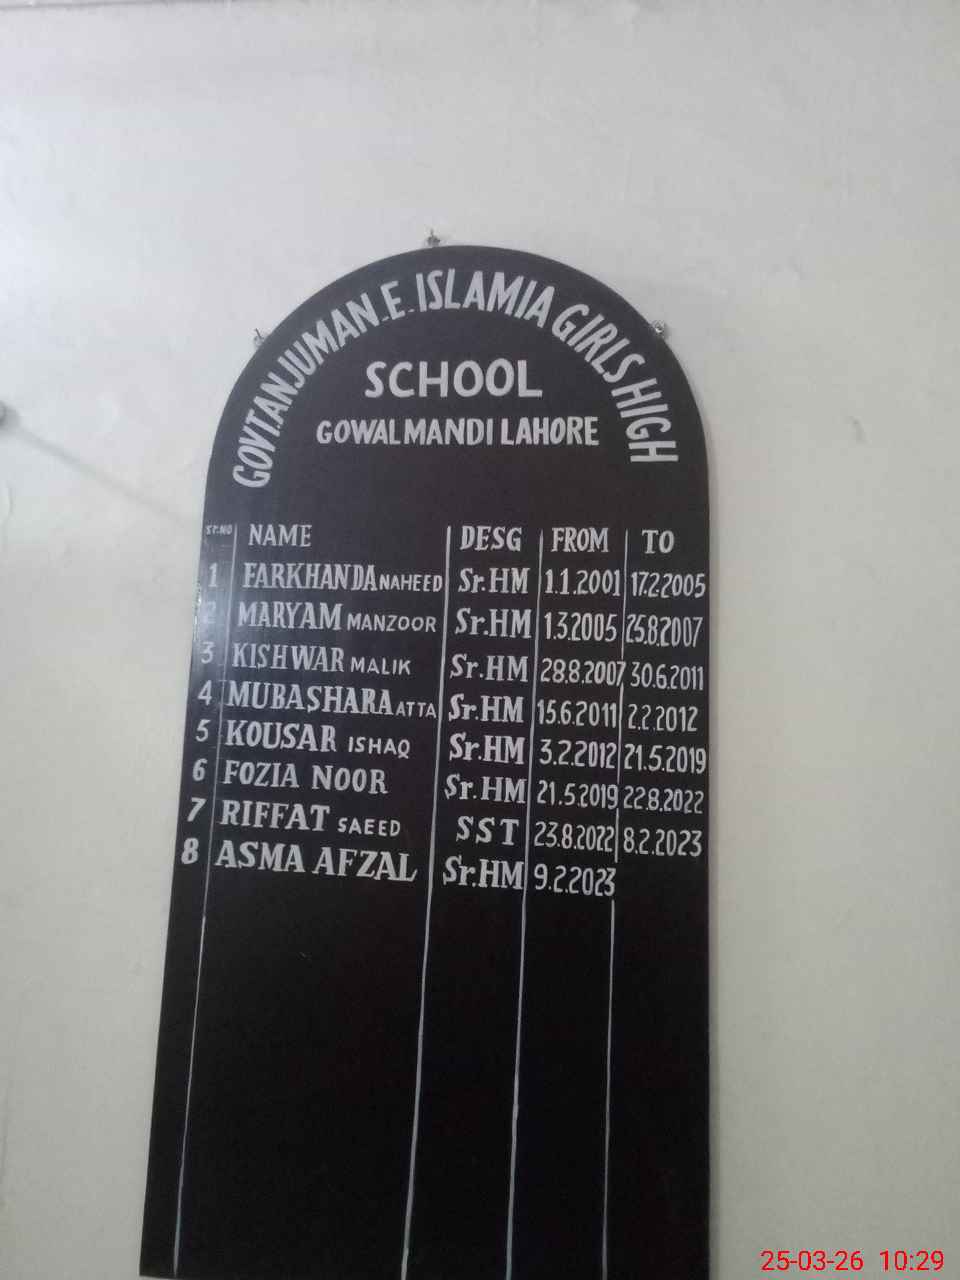 GOVT.ANJUMAN.E.ISLAMIA GIRLS HIGH
SCHOOL
GOWALMANDI LAHORE
Sr.NO NAME DESG FROM TO
1 FARKHANDA NAHEED Sr.HM 1.1.2001 17.2.2005
2 MARYAM MANZOOR Sr.HM 1.3.2005 25.8.2007
3 KISHWAR MALIK Sr.HM 28.8.2007 30.6.2011
4 MUBASHARA ATTA Sr.HM 15.6.2011 2.2.2012
5 KOUSAR ISHAQ Sr.HM 3.2.2012 21.5.2019
6 FOZIA NOOR Sr.HM 21.5.2019 22.8.2022
7 RIFFAT SAEED SST 23.8.2022 8.2.2023
8 ASMA AFZAL Sr.HM 9.2.2023
25-03-26 10:29